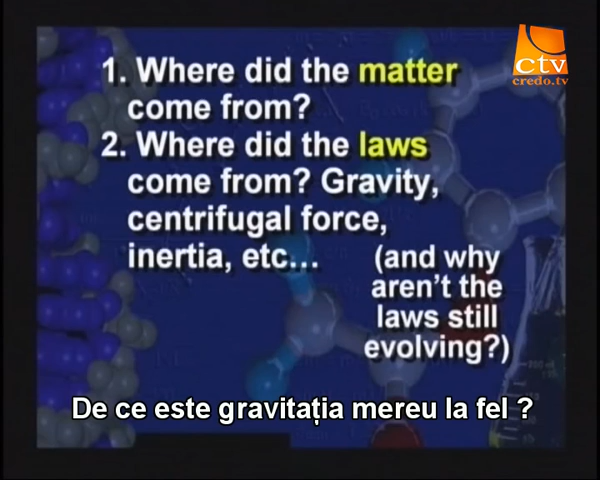 ctv
credo.tv
1. Where did the matter
come from?
2. Where did the laws
come from? Gravity,
centrifugal force,
inertia, etc...
(and why
aren't the
laws still
evolving?)
De ce este gravitația mereu la fel ?